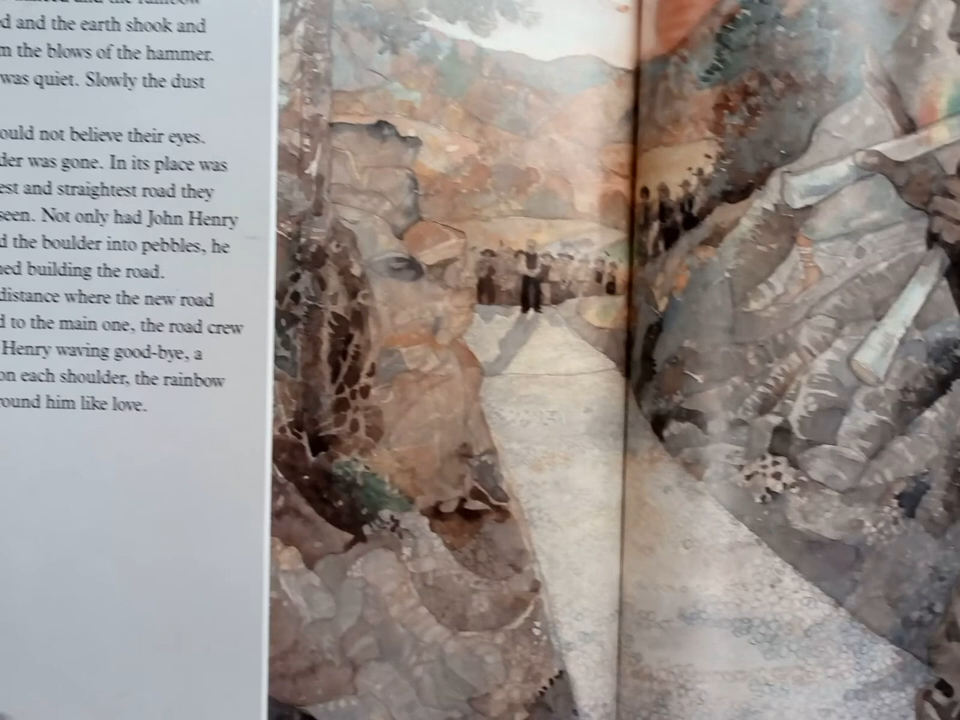 d and the earth shook and
m the blows of the hammer.
was quiet. Slowly the dust
ould not believe their eyes.
der was gone. In its place was
est and straightest road they
seen. Not only had John Henry
d the boulder into pebbles, he
ned building the road.
distance where the new road
d to the main one, the road crew
Henry waving good-bye, a
on each shoulder, the rainbow
ound him like love.